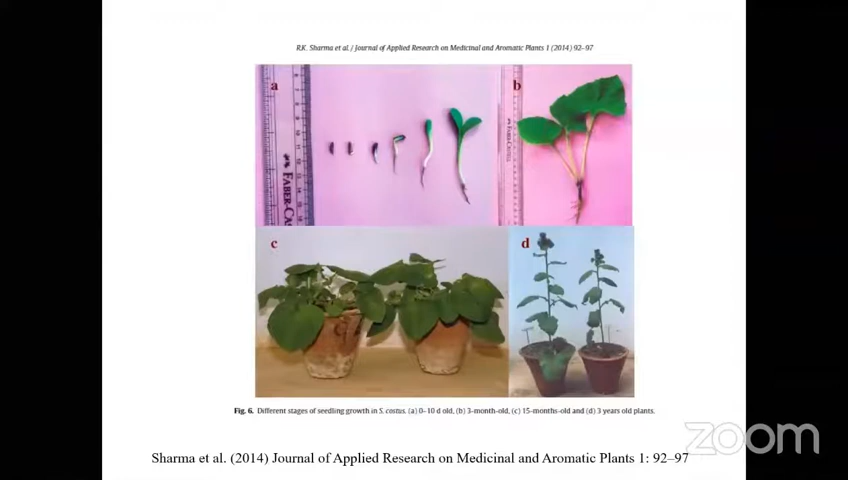 R.K. Sharma et al. / Journal of Applied Research on Medicinal and Aromatic Plants 1 (2014) 92–97
a
b
FABER-CAS
c
d
Fig. 6. Different stages of seedling growth in S. costus. (a) 0–10 d old, (b) 3-month-old, (c) 15-months-old and (d) 3 years old plants.
zoom
Sharma et al. (2014) Journal of Applied Research on Medicinal and Aromatic Plants 1: 92–97